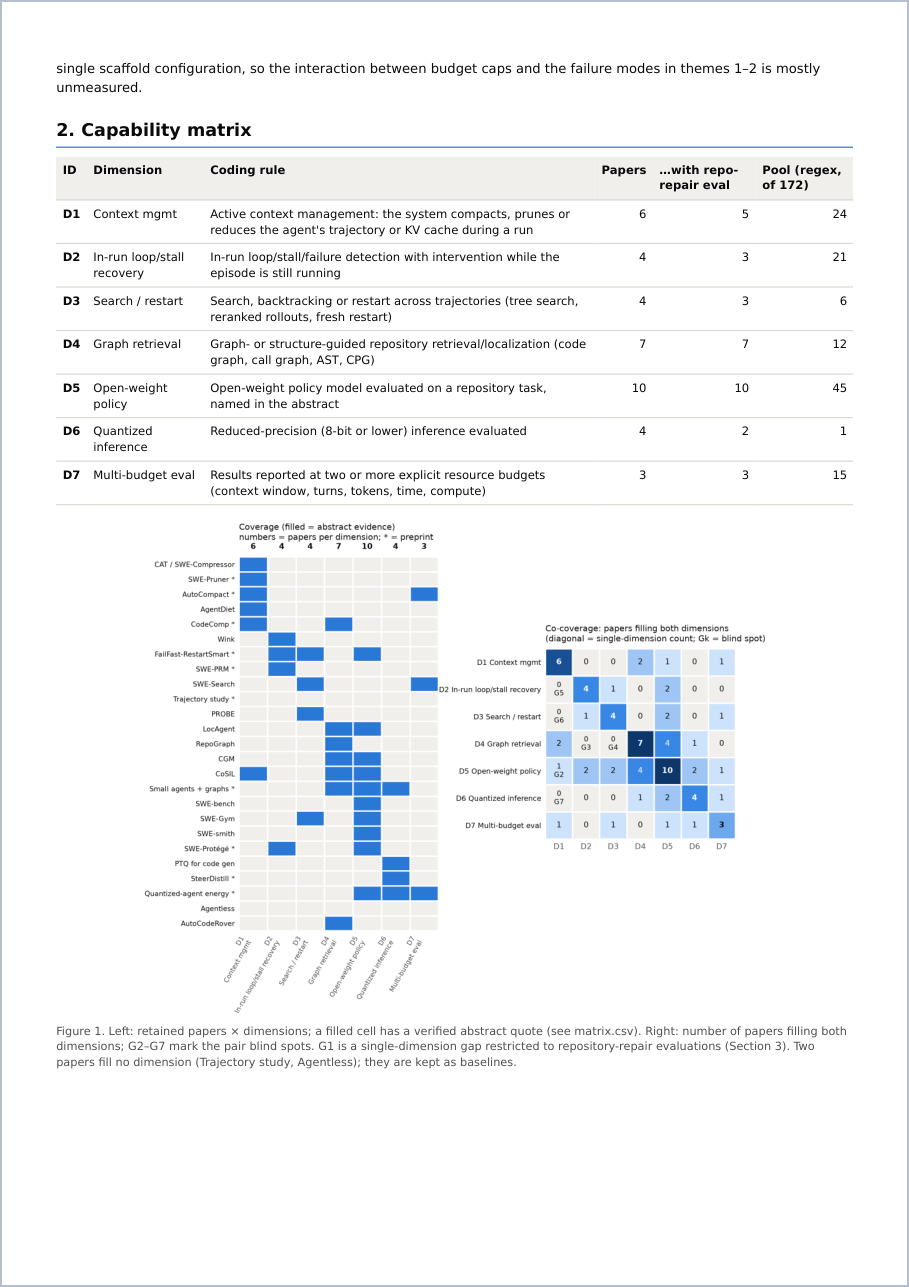 single scaffold configuration, so the interaction between budget caps and the failure modes in themes 1–2 is mostly
unmeasured.
2. Capability matrix
ID Dimension Coding rule Papers …with repo-repair eval Pool (regex, of 172)
D1 Context mgmt Active context management: the system compacts, prunes or 6 5 24
reduces the agent's trajectory or KV cache during a run
D2 In-run loop/stall In-run loop/stall/failure detection with intervention while the 4 3 21
recovery episode is still running
D3 Search / restart Search, backtracking or restart across trajectories (tree search, 4 3 6
reranked rollouts, fresh restart)
D4 Graph retrieval Graph- or structure-guided repository retrieval/localization (code 7 7 12
graph, call graph, AST, CPG)
D5 Open-weight Open-weight policy model evaluated on a repository task, 10 10 45
policy named in the abstract
D6 Quantized Reduced-precision (8-bit or lower) inference evaluated 4 2 1
inference
D7 Multi-budget eval Results reported at two or more explicit resource budgets 3 3 15
(context window, turns, tokens, time, compute)
Coverage (filled = abstract evidence)
numbers = papers per dimension; * = preprint
6 4 4 7 10 4 3
CAT / SWE-Compressor
SWE-Pruner *
AutoCompact *
AgentDiet
CodeComp *
Wink
FailFast-RestartSmart *
SWE-PRM *
SWE-Search
Trajectory study *
PROBE
LocAgent
RepoGraph
CGM
CoSIL
Small agents + graphs *
SWE-bench
SWE-Gym
SWE-smith
SWE-Protégé *
PTQ for code gen
SteerDistill *
Quantized-agent energy *
Agentless
AutoCodeRover
D1
Context mgmt
D2
In-run loop/stall recovery
D3
Search / restart
D4
Graph retrieval
D5
Open-weight policy
D6
Quantized inference
D7
Multi-budget eval
Co-coverage: papers filling both dimensions
(diagonal = single-dimension count; Gk = blind spot)
D1 Context mgmt 6 0 0 2 1 0 1
D2 In-run loop/stall recovery 0 G5 4 1 0 2 0 0
D3 Search / restart 0 G6 1 4 0 2 0 1
D4 Graph retrieval 2 0 G3 0 G4 7 4 1 0
D5 Open-weight policy 1 G2 2 2 4 10 2 1
D6 Quantized inference 0 G7 0 0 1 2 4 1
D7 Multi-budget eval 1 0 1 0 1 1 3
D1 D2 D3 D4 D5 D6 D7
Figure 1. Left: retained papers × dimensions; a filled cell has a verified abstract quote (see matrix.csv). Right: number of papers filling both
dimensions; G2–G7 mark the pair blind spots. G1 is a single-dimension gap restricted to repository-repair evaluations (Section 3). Two
papers fill no dimension (Trajectory study, Agentless); they are kept as baselines.